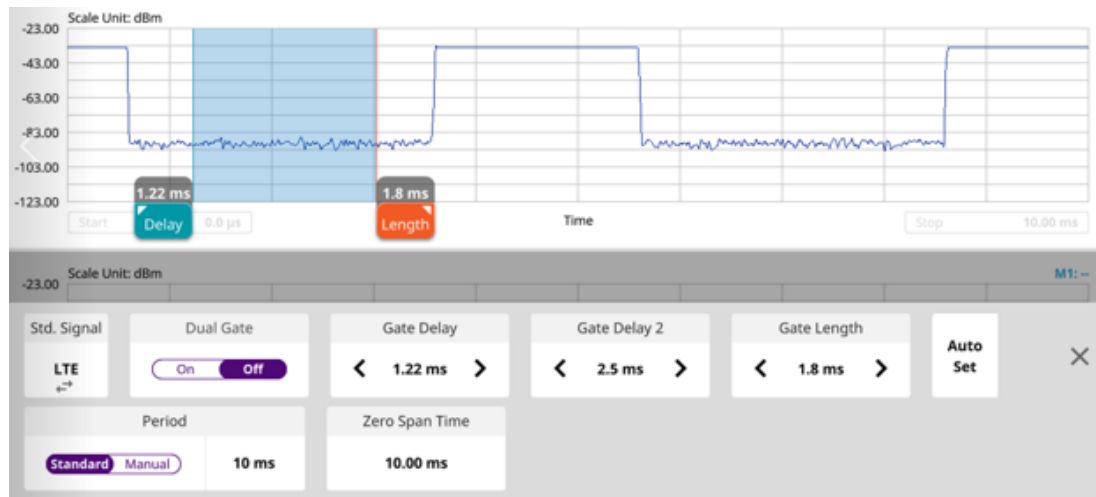 Scale Unit: dBm
-23.00
-43.00
-63.00
-83.00
-103.00
-123.00
1.22 ms
1.8 ms
Start
Delay
0.0 µs
Length
Time
Stop
10.00 ms
Scale Unit: dBm
M1: --
-23.00
Std. Signal
Dual Gate
Gate Delay
Gate Delay 2
Gate Length
Auto
Set
LTE
On
Off
1.22 ms
2.5 ms
1.8 ms
Period
Zero Span Time
Standard
Manual
10 ms
10.00 ms